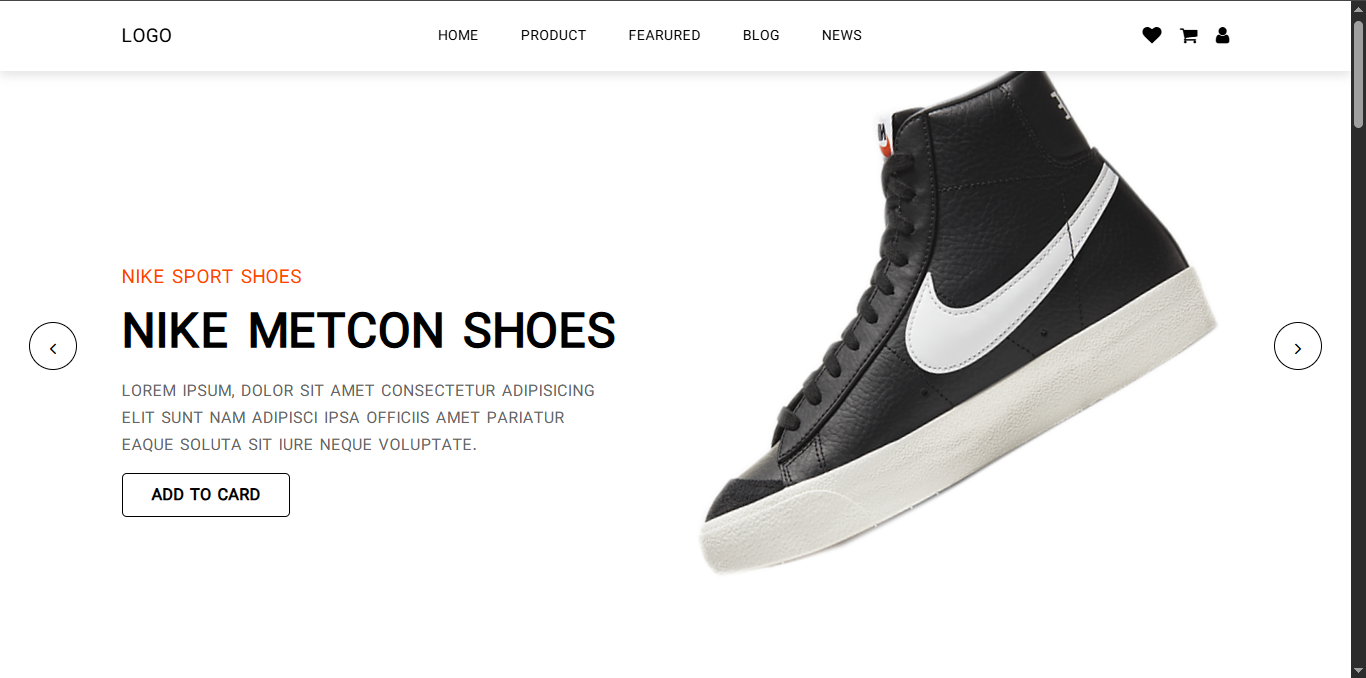 LOGO
HOME PRODUCT FEARURED BLOG NEWS
NIKE SPORT SHOES
NIKE METCON SHOES
LOREM IPSUM, DOLOR SIT AMET CONSECTETUR ADIPISICING
ELIT SUNT NAM ADIPISCI IPSA OFFICIIS AMET PARIATUR
EAQUE SOLUTA SIT IURE NEQUE VOLUPTATE.
ADD TO CARD